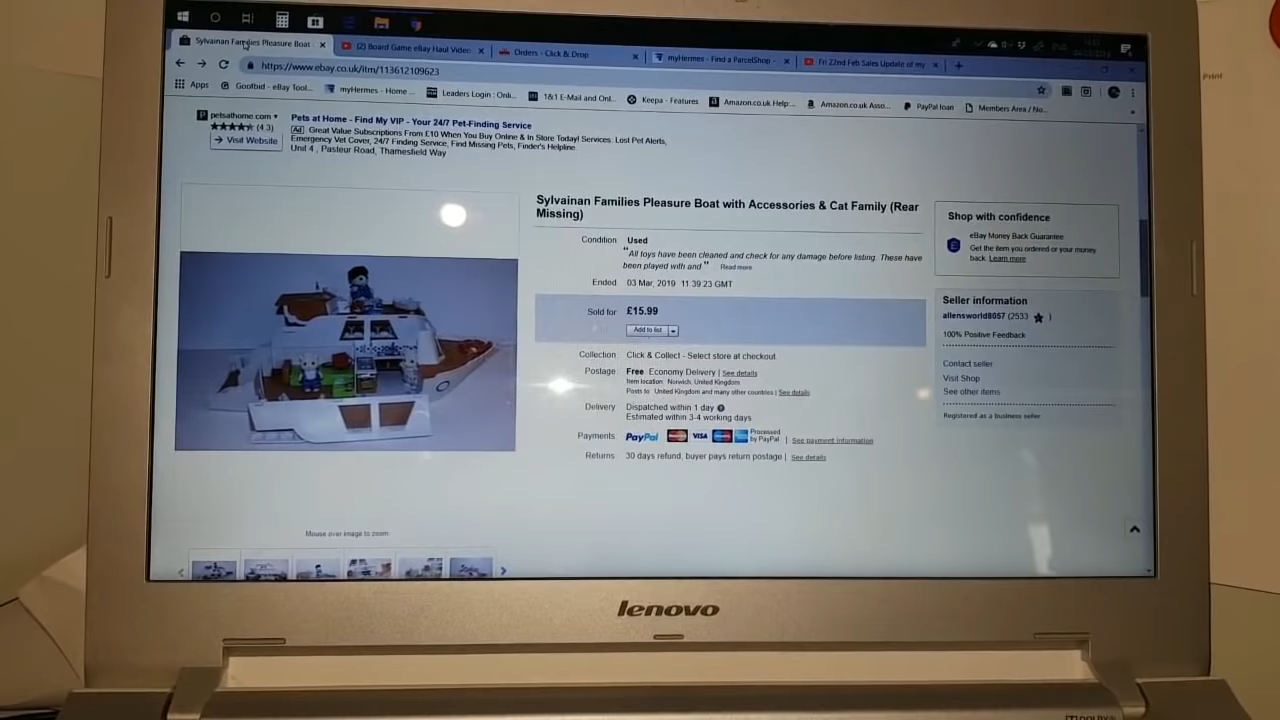 Sylvainan Families Pleasure Boat
(2) Board Game eBay Haul Video
Orders - Click & Drop
myHermes - Find a ParcelShop -
Fri 22nd Feb Sales Update of my
https://www.ebay.co.uk/itm/113612109623
Apps
Goofbid - eBay Tool...
myHermes - Home ...
Leaders Login : Onli...
1&1 E-Mail and Onl...
Keepa - Features
Amazon.co.uk Help:...
Amazon.co.uk Asso...
PayPal loan
Members Area / No...
petsathome.com
(4.3)
Visit Website
Pets at Home - Find My VIP - Your 24/7 Pet-Finding Service
Ad Great Value Subscriptions From £10 When You Buy Online & In Store Today! Services: Lost Pet Alerts,
Emergency Vet Cover, 24/7 Finding Service, Find Missing Pets, Finder's Helpline.
Unit 4 , Pasteur Road, Thamesfield Way
Sylvainan Families Pleasure Boat with Accessories & Cat Family (Rear
Missing)
Condition Used
"All toys have been cleaned and check for any damage before listing. These have
been played with and " Read more
Ended 03 Mar, 2019 11:39:23 GMT
Sold for £15.99
Add to list
Collection Click & Collect - Select store at checkout
Postage: Free Economy Delivery | See details
Item location: Norwich, United Kingdom
Posts to: United Kingdom and many other countries | See details
Delivery Dispatched within 1 day
Estimated within 3-4 working days
Payments: PayPal MasterCard VISA Processed by PayPal | See payment information
Returns: 30 days refund, buyer pays return postage | See details
Mouse over image to zoom
Shop with confidence
eBay Money Back Guarantee
Get the item you ordered or your money
back. Learn more
Seller information
allensworld8057 (2533 )
100% Positive Feedback
Contact seller
Visit Shop
See other items
Registered as a business seller
lenovo
Print